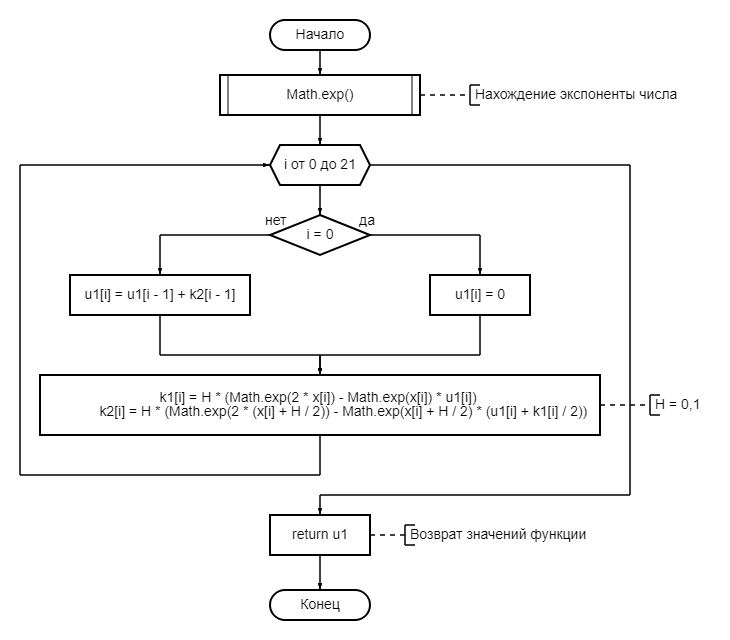 Начало
Math.exp()
Нахождение экспоненты числа
i от 0 до 21
нет
да
i = 0
u1[i] = u1[i - 1] + k2[i - 1]
u1[i] = 0
k1[i] = H * (Math.exp(2 * x[i]) - Math.exp(x[i]) * u1[i])
k2[i] = H * (Math.exp(2 * (x[i] + H / 2)) - Math.exp(x[i] + H / 2) * (u1[i] + k1[i] / 2))
H = 0,1
return u1
Возврат значений функции
Конец